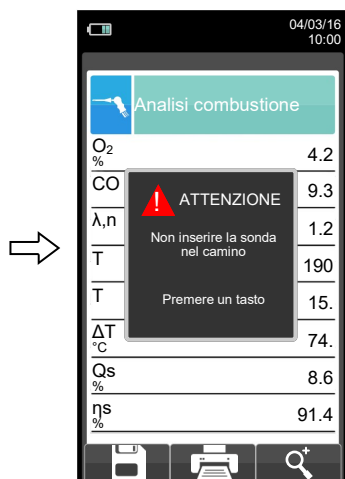 04/03/16
10:00
Analisi combustione
O₂
%
4.2
CO
9.3
λ,n
1.2
T
190
T
15.
ΔT
°C
74.
Qs
%
8.6
ηs
%
91.4
! ATTENZIONE
Non inserire la sonda
nel camino
Premere un tasto